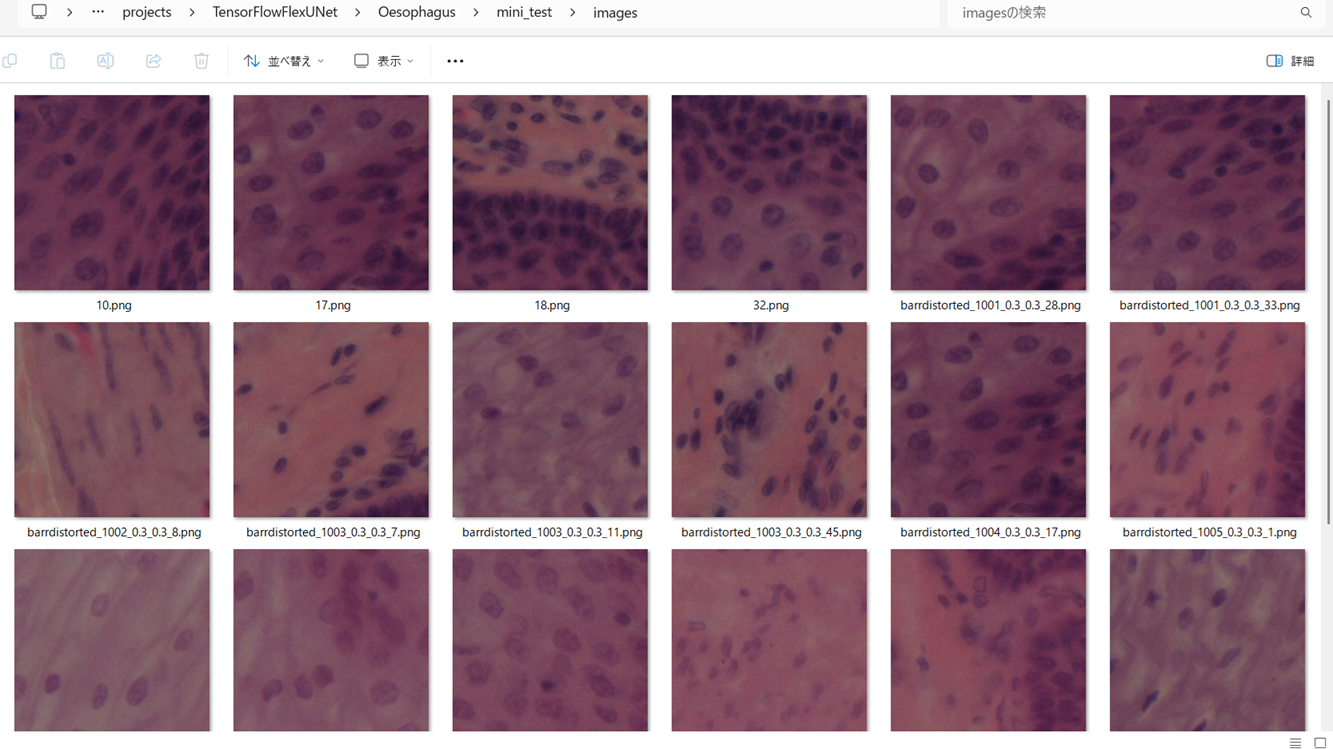 projects > TensorFlowFlexUNet > Oesophagus > mini_test > images
imagesの検索
並べ替え
表示
詳細
10.png
17.png
18.png
32.png
barrdistorted_1001_0.3_0.3_28.png
barrdistorted_1001_0.3_0.3_33.png
barrdistorted_1002_0.3_0.3_8.png
barrdistorted_1003_0.3_0.3_7.png
barrdistorted_1003_0.3_0.3_11.png
barrdistorted_1003_0.3_0.3_45.png
barrdistorted_1004_0.3_0.3_17.png
barrdistorted_1005_0.3_0.3_1.png